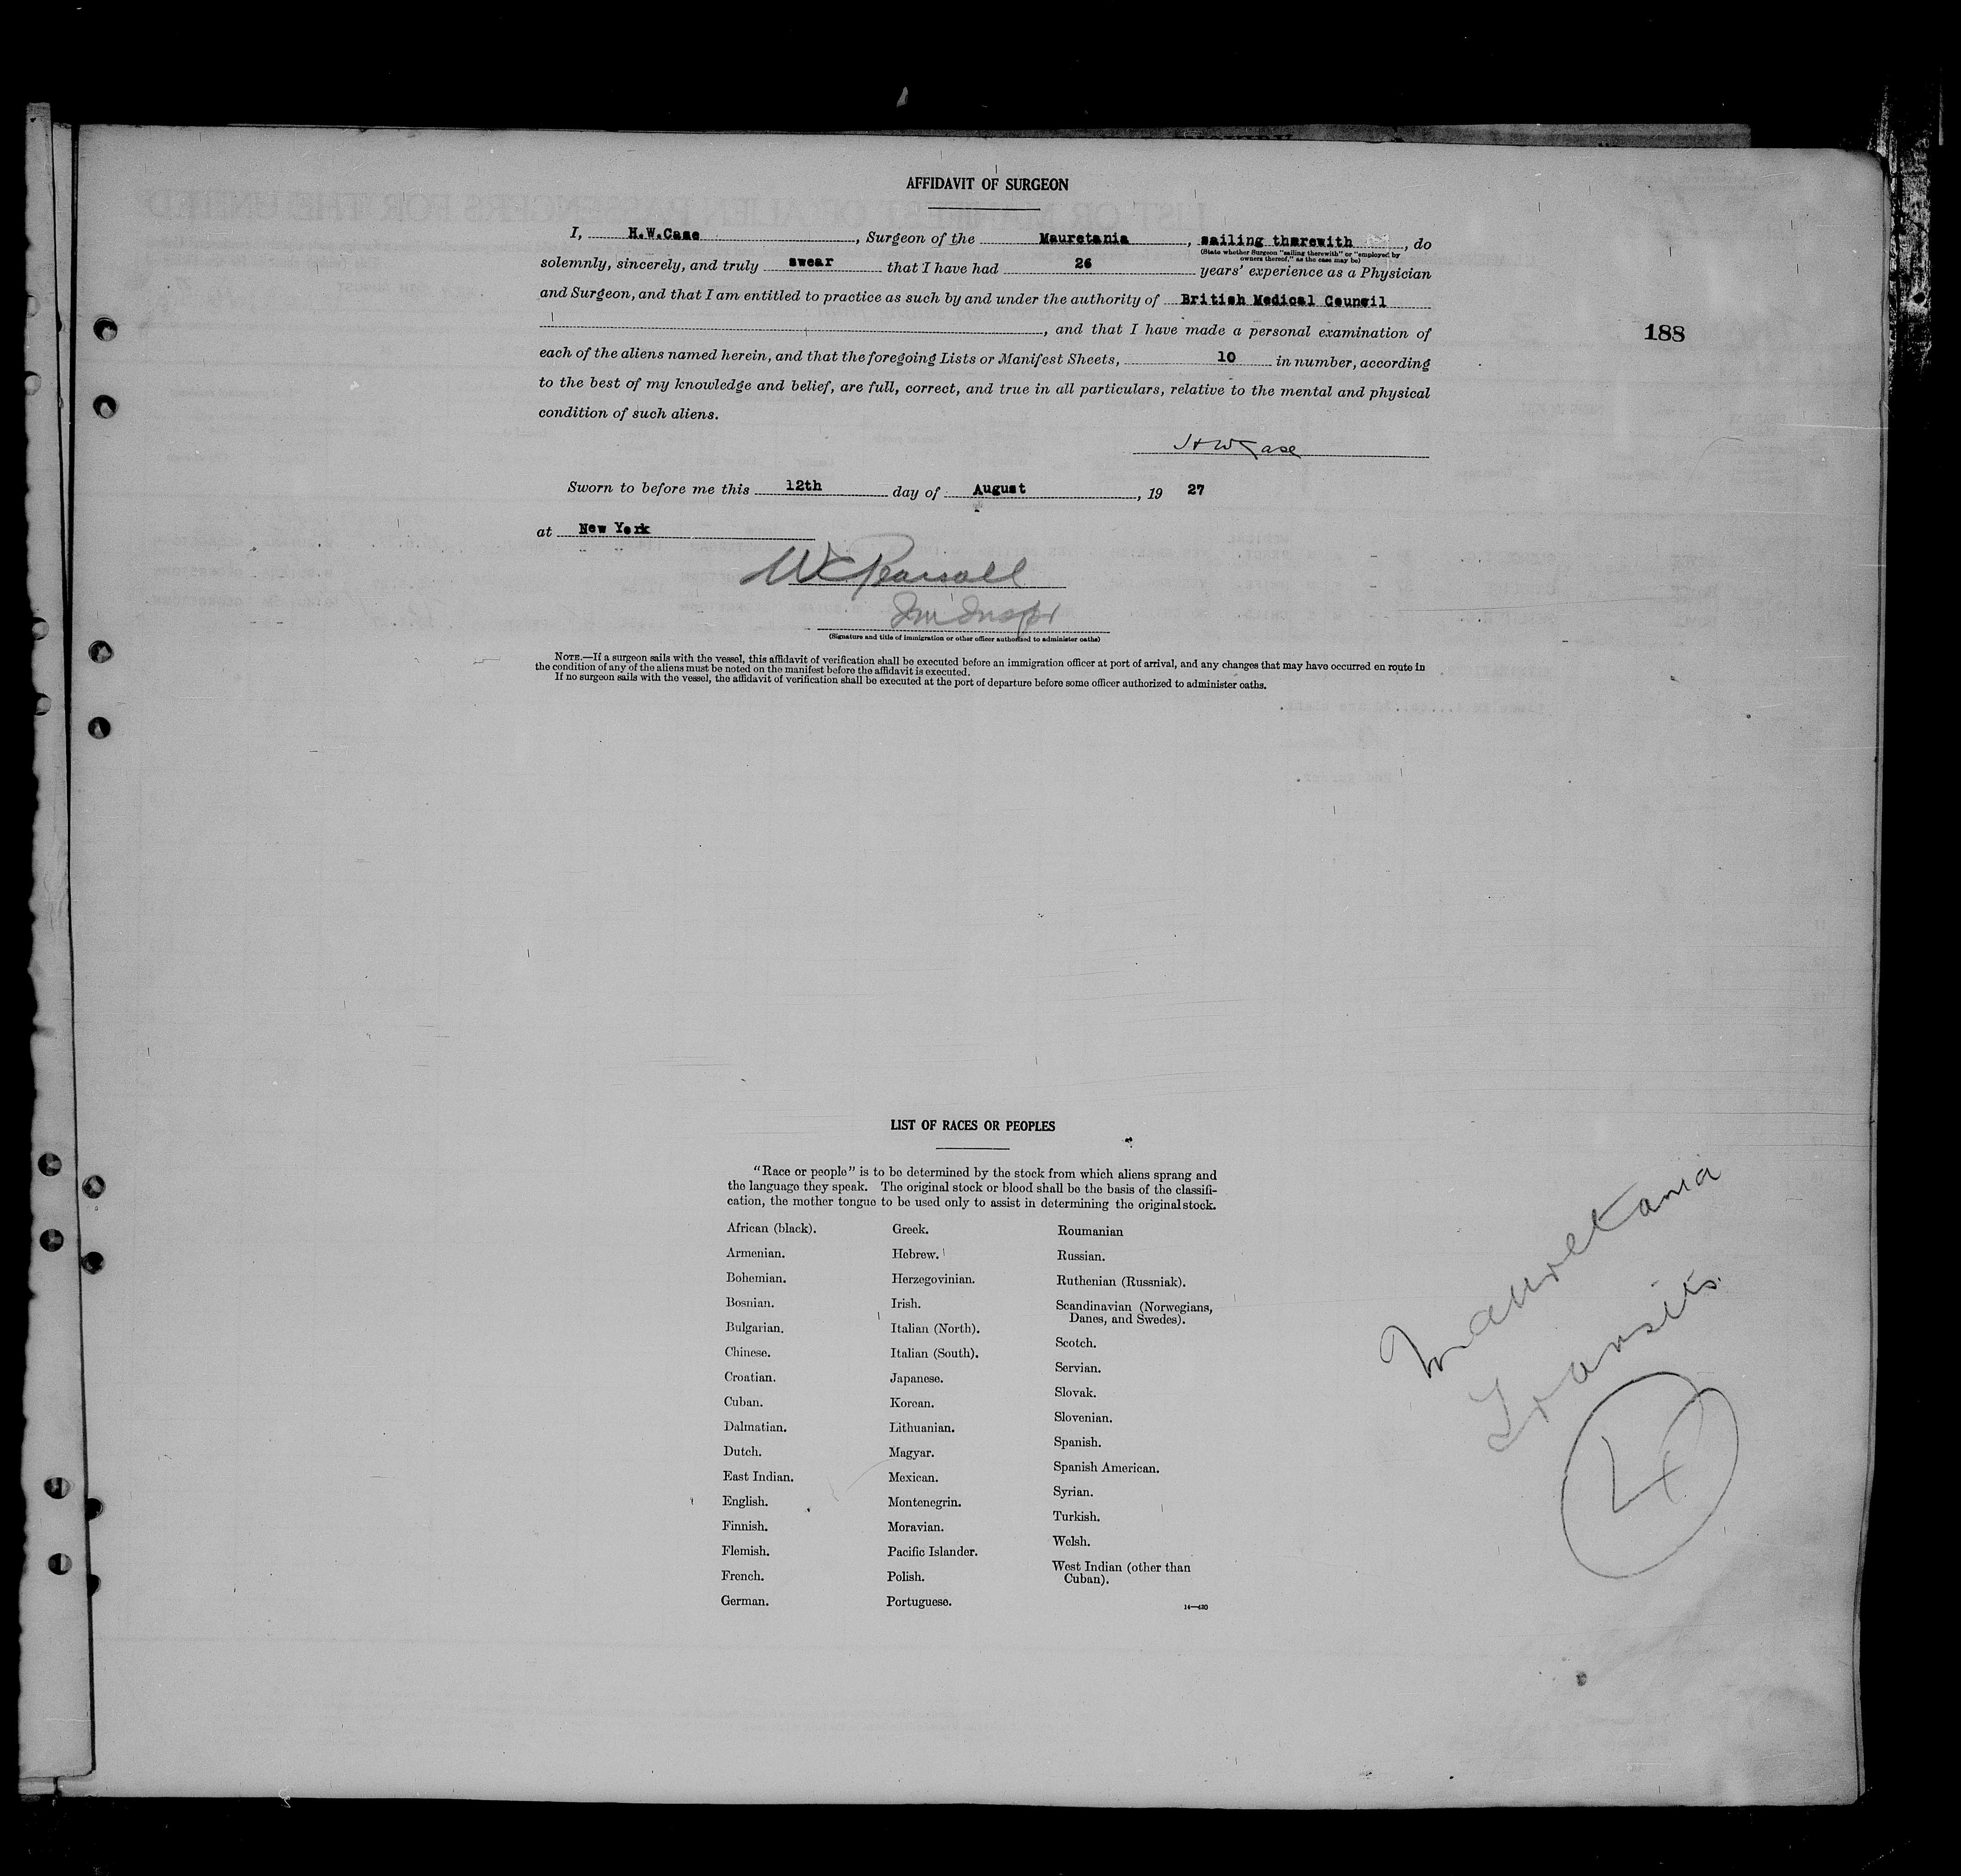 AFFIDAVIT OF SURGEON
I, H.W.Case, Surgeon of the Mauretania, sailing therewith, do
(State whether Surgeon "sailing therewith" or "employed by
owners thereof," as the case may be)
solemnly, sincerely, and truly swear that I have had 26 years' experience as a Physician
and Surgeon, and that I am entitled to practice as such by and under the authority of British Medical Council
, and that I have made a personal examination of
188
each of the aliens named herein, and that the foregoing Lists or Manifest Sheets, 10 in number, according
to the best of my knowledge and belief, are full, correct, and true in all particulars, relative to the mental and physical
condition of such aliens.
HW Case
Sworn to before me this 12th day of August, 19 27
at New York
WC Pearsall
Im Inspr
(Signature and title of immigration or other officer authorized to administer oaths)
NOTE.—If a surgeon sails with the vessel, this affidavit of verification shall be executed before an immigration officer at port of arrival, and any changes that may have occurred en route in
the condition of any of the aliens must be noted on the manifest before the affidavit is executed.
If no surgeon sails with the vessel, the affidavit of verification shall be executed at the port of departure before some officer authorized to administer oaths.
LIST OF RACES OR PEOPLES
"Race or people" is to be determined by the stock from which aliens sprang and
the language they speak. The original stock or blood shall be the basis of the classifi-
cation, the mother tongue to be used only to assist in determining the original stock.
African (black).
Armenian.
Bohemian.
Bosnian.
Bulgarian.
Chinese.
Croatian.
Cuban.
Dalmatian.
Dutch.
East Indian.
English.
Finnish.
Flemish.
French.
German.
Greek.
Hebrew.
Herzegovinian.
Irish.
Italian (North).
Italian (South).
Japanese.
Korean.
Lithuanian.
Magyar.
Mexican.
Montenegrin.
Moravian.
Pacific Islander.
Polish.
Portuguese.
Roumanian
Russian.
Ruthenian (Russniak).
Scandinavian (Norwegians,
Danes, and Swedes).
Scotch.
Servian.
Slovak.
Slovenian.
Spanish.
Spanish American.
Syrian.
Turkish.
Welsh.
West Indian (other than
Cuban).
14—430
Mauretania
Transits
4